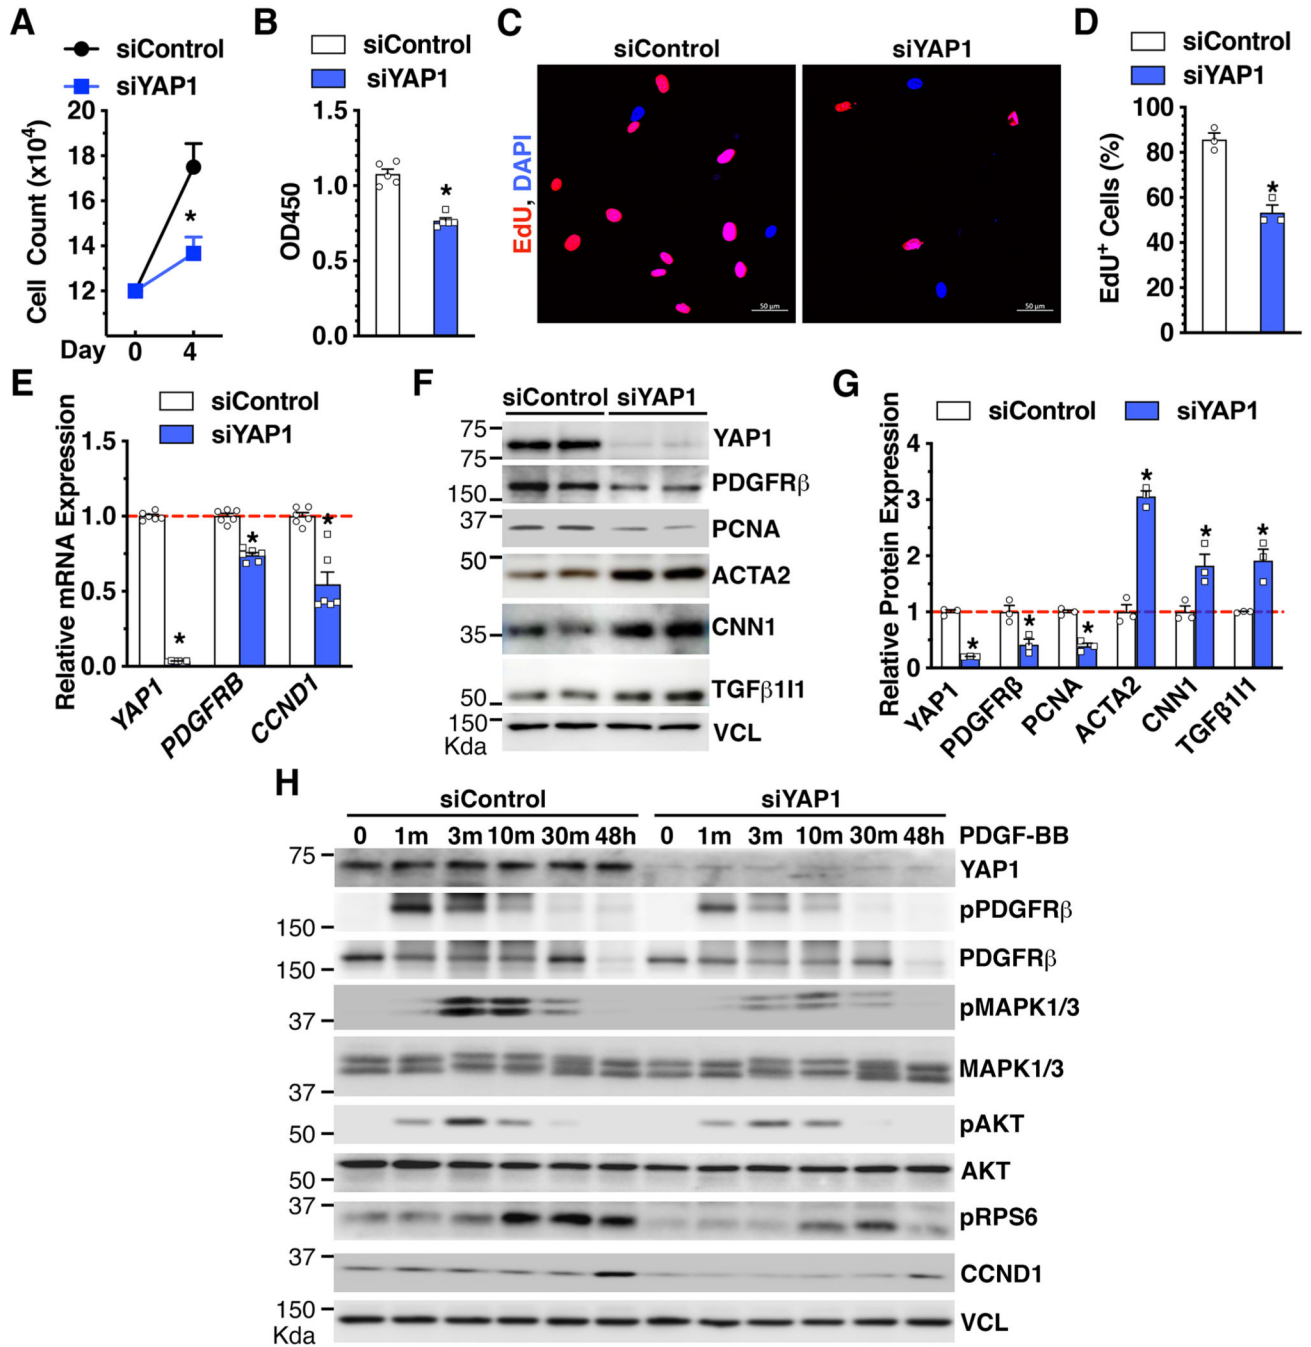 A
siControl
siYAP1
Cell Count (x10⁴)
20
18
16
14
12
*
Day 0 4
B
siControl
siYAP1
OD450
1.5
1.0
0.5
0.0
*
C
siControl siYAP1
EdU, DAPI
50 µm 50 µm
D
siControl
siYAP1
EdU⁺ Cells (%)
100
80
60
40
20
0
*
E
siControl
siYAP1
Relative mRNA Expression
1.5
1.0
0.5
0.0
* * *
YAP1 PDGFRB CCND1
F
siControl siYAP1
75 YAP1
75
PDGFRβ
150
37 PCNA
50
ACTA2
CNN1
35
TGFβ1I1
50
150
VCL
Kda
G
siControl siYAP1
Relative Protein Expression
4
3
2
1
0
* * * * * *
YAP1 PDGFRβ PCNA ACTA2 CNN1 TGFβ1I1
H
siControl siYAP1
0 1m 3m 10m 30m 48h 0 1m 3m 10m 30m 48h PDGF-BB
75
YAP1
pPDGFRβ
150
PDGFRβ
150
pMAPK1/3
37
MAPK1/3
37
pAKT
50
AKT
50
37
pRPS6
37
CCND1
150
VCL
Kda